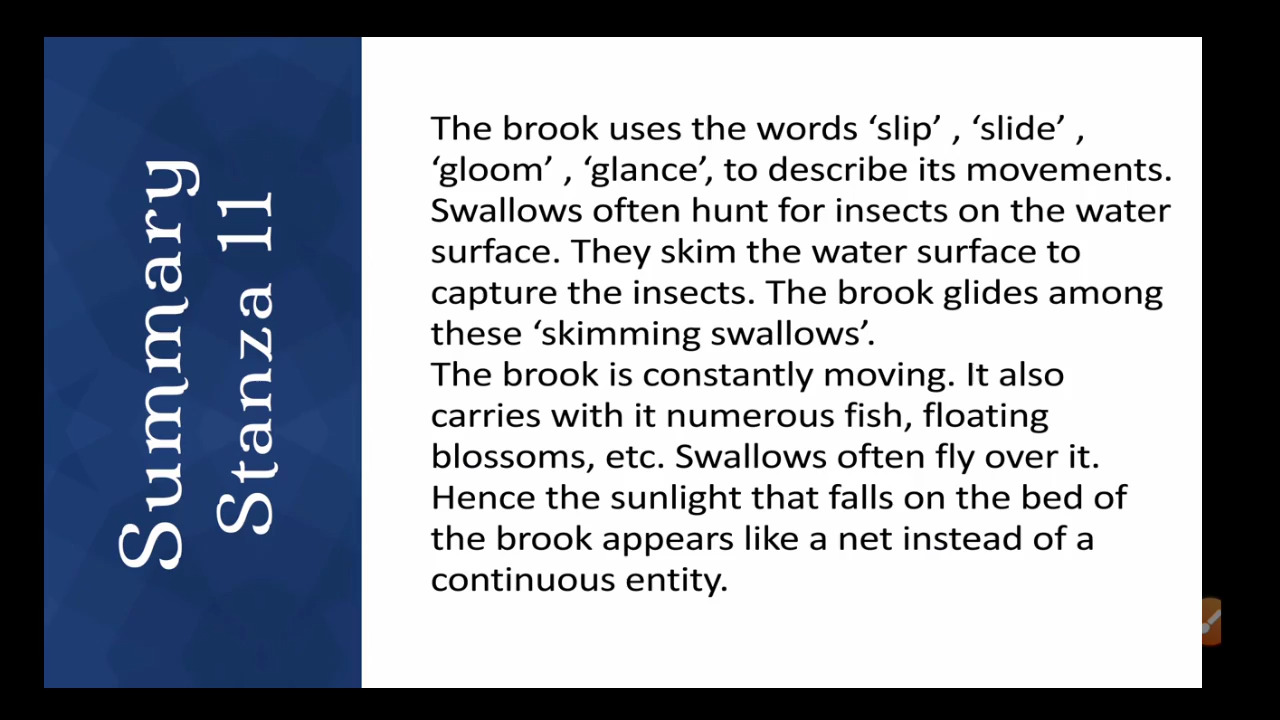 Summary
Stanza 11
The brook uses the words ‘slip’ , ‘slide’ ,
‘gloom’ , ‘glance’, to describe its movements.
Swallows often hunt for insects on the water
surface. They skim the water surface to
capture the insects. The brook glides among
these ‘skimming swallows’.
The brook is constantly moving. It also
carries with it numerous fish, floating
blossoms, etc. Swallows often fly over it.
Hence the sunlight that falls on the bed of
the brook appears like a net instead of a
continuous entity.